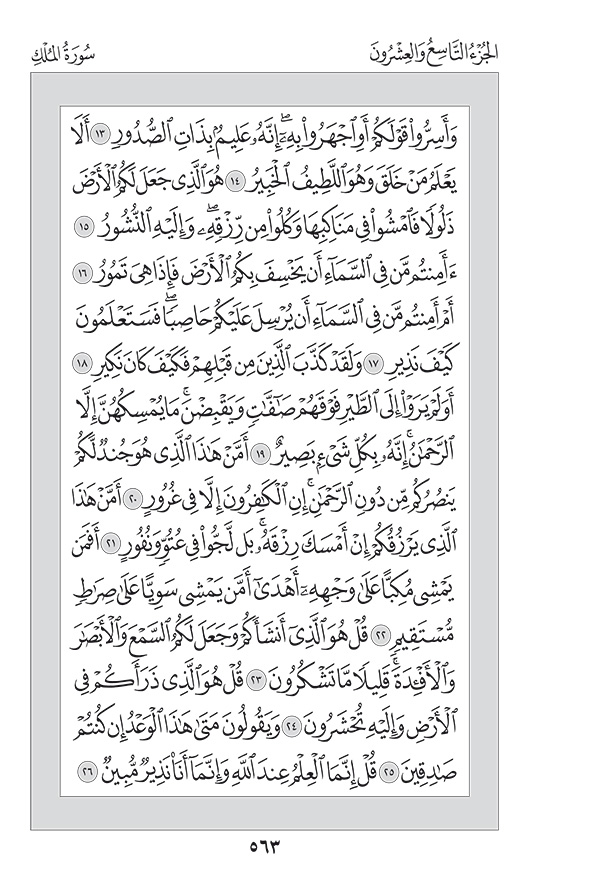 الجُزْءُ التَّاسِعُ وَالعِشْرُونَ
سُورَةُ المُلْكِ
وَأَسِرُّواْ قَوۡلَكُمۡ أَوِ ٱجۡهَرُواْ بِهِۦٓۖ إِنَّهُۥ عَلِيمُۢ بِذَاتِ ٱلصُّدُورِ ١٣ أَلَا
يَعۡلَمُ مَنۡ خَلَقَ وَهُوَ ٱللَّطِيفُ ٱلۡخَبِيرُ ١٤ هُوَ ٱلَّذِي جَعَلَ لَكُمُ ٱلۡأَرۡضَ
ذَلُولٗا فَٱمۡشُواْ فِي مَنَاكِبِهَا وَكُلُواْ مِن رِّزۡقِهِۦۖ وَإِلَيۡهِ ٱلنُّشُورُ ١٥
ءَأَمِنتُم مَّن فِي ٱلسَّمَآءِ أَن يَخۡسِفَ بِكُمُ ٱلۡأَرۡضَ فَإِذَا هِيَ تَمُورُ ١٦
أَمۡ أَمِنتُم مَّن فِي ٱلسَّمَآءِ أَن يُرۡسِلَ عَلَيۡكُمۡ حَاصِبٗاۖ فَسَتَعۡلَمُونَ
كَيۡفَ نَذِيرِ ١٧ وَلَقَدۡ كَذَّبَ ٱلَّذِينَ مِن قَبۡلِهِمۡ فَكَيۡفَ كَانَ نَكِيرِ ١٨
أَوَلَمۡ يَرَوۡاْ إِلَى ٱلطَّيۡرِ فَوۡقَهُمۡ صَٰٓفَّٰتٖ وَيَقۡبِضۡنَۚ مَا يُمۡسِكُهُنَّ إِلَّا
ٱلرَّحۡمَٰنُۚ إِنَّهُۥ بِكُلِّ شَيۡءِۭ بَصِيرٌ ١٩ أَمَّنۡ هَٰذَا ٱلَّذِي هُوَ جُندٞ لَّكُمۡ
يَنصُرُكُم مِّن دُونِ ٱلرَّحۡمَٰنِۚ إِنِ ٱلۡكَٰفِرُونَ إِلَّا فِي غُرُورٍ ٢٠ أَمَّنۡ هَٰذَا
ٱلَّذِي يَرۡزُقُكُمۡ إِنۡ أَمۡسَكَ رِزۡقَهُۥۚ بَل لَّجُّواْ فِي عُتُوّٖ وَنُفُورٍ ٢١ أَفَمَن
يَمۡشِي مُكِبًّا عَلَىٰ وَجۡهِهِۦٓ أَهۡدَىٰٓ أَمَّن يَمۡشِي سَوِيًّا عَلَىٰ صِرَٰطٖ
مُّسۡتَقِيمٖ ٢٢ قُلۡ هُوَ ٱلَّذِيٓ أَنشَأَكُمۡ وَجَعَلَ لَكُمُ ٱلسَّمۡعَ وَٱلۡأَبۡصَٰرَ
وَٱلۡأَفۡـِٔدَةَۚ قَلِيلٗا مَّا تَشۡكُرُونَ ٢٣ قُلۡ هُوَ ٱلَّذِي ذَرَأَكُمۡ فِي
ٱلۡأَرۡضِ وَإِلَيۡهِ تُحۡشَرُونَ ٢٤ وَيَقُولُونَ مَتَىٰ هَٰذَا ٱلۡوَعۡدُ إِن كُنتُمۡ
صَٰدِقِينَ ٢٥ قُلۡ إِنَّمَا ٱلۡعِلۡمُ عِندَ ٱللَّهِ وَإِنَّمَآ أَنَا۠ نَذِيرٞ مُّبِينٞ ٢٦
٥٦٣